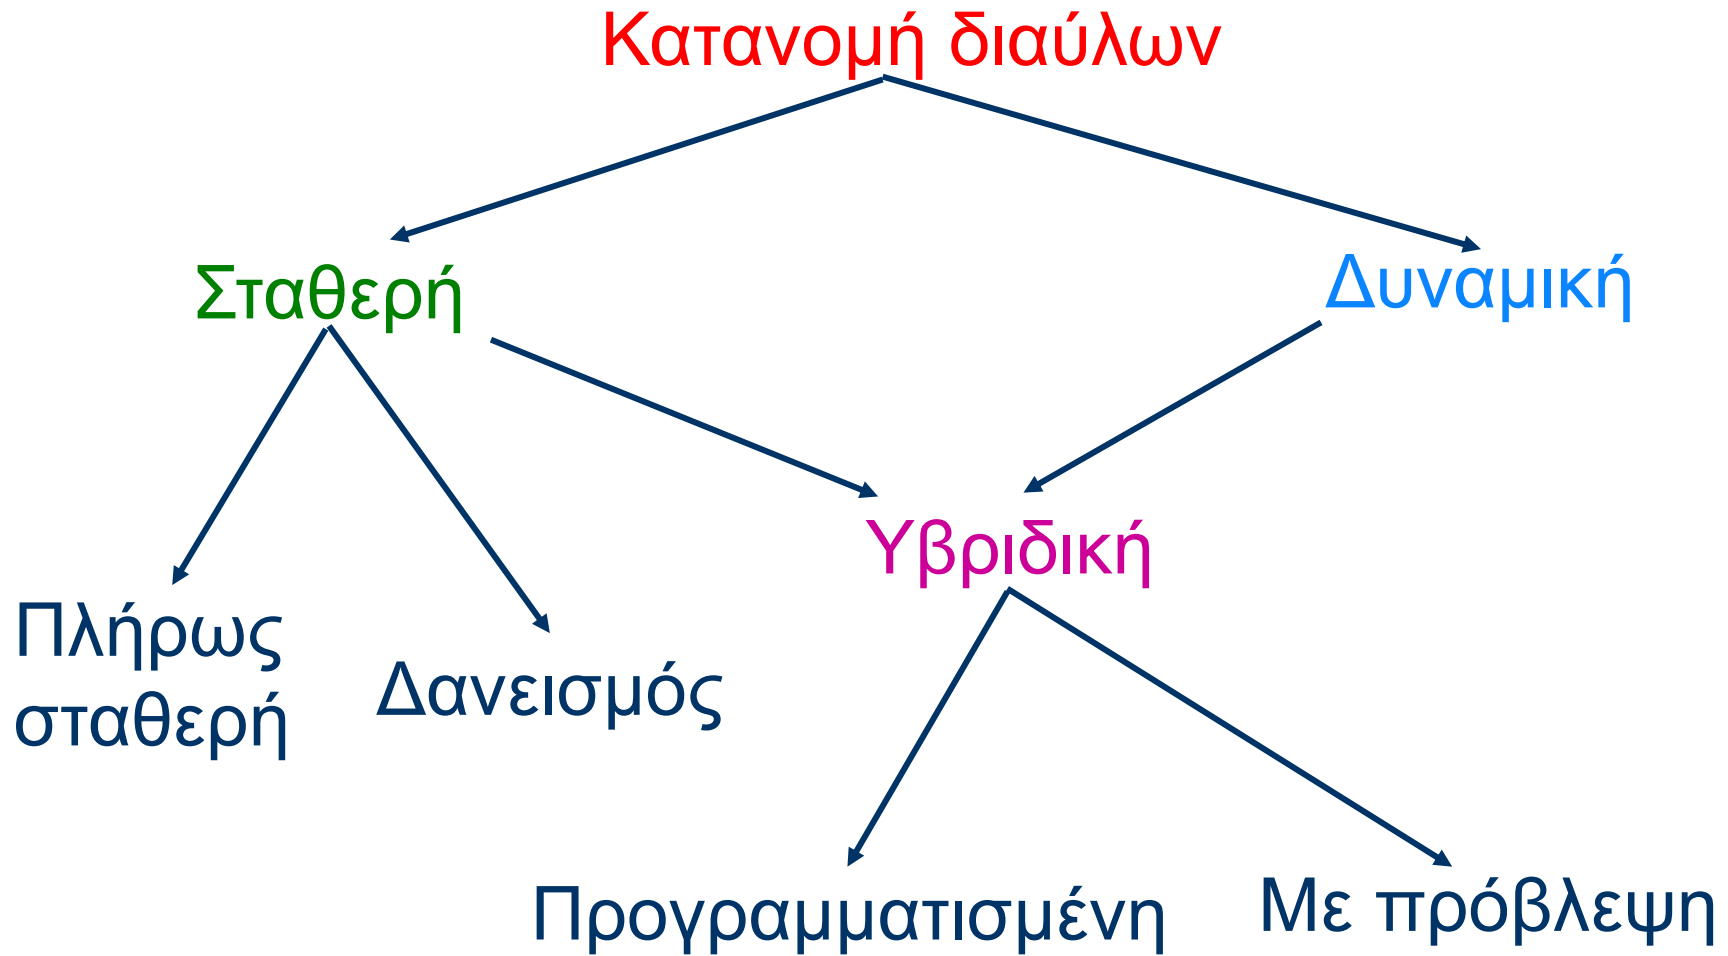 Κατανομή διαύλων
Σταθερή
Δυναμική
Υβριδική
Πλήρως
σταθερή
Δανεισμός
Προγραμματισμένη
Με πρόβλεψη